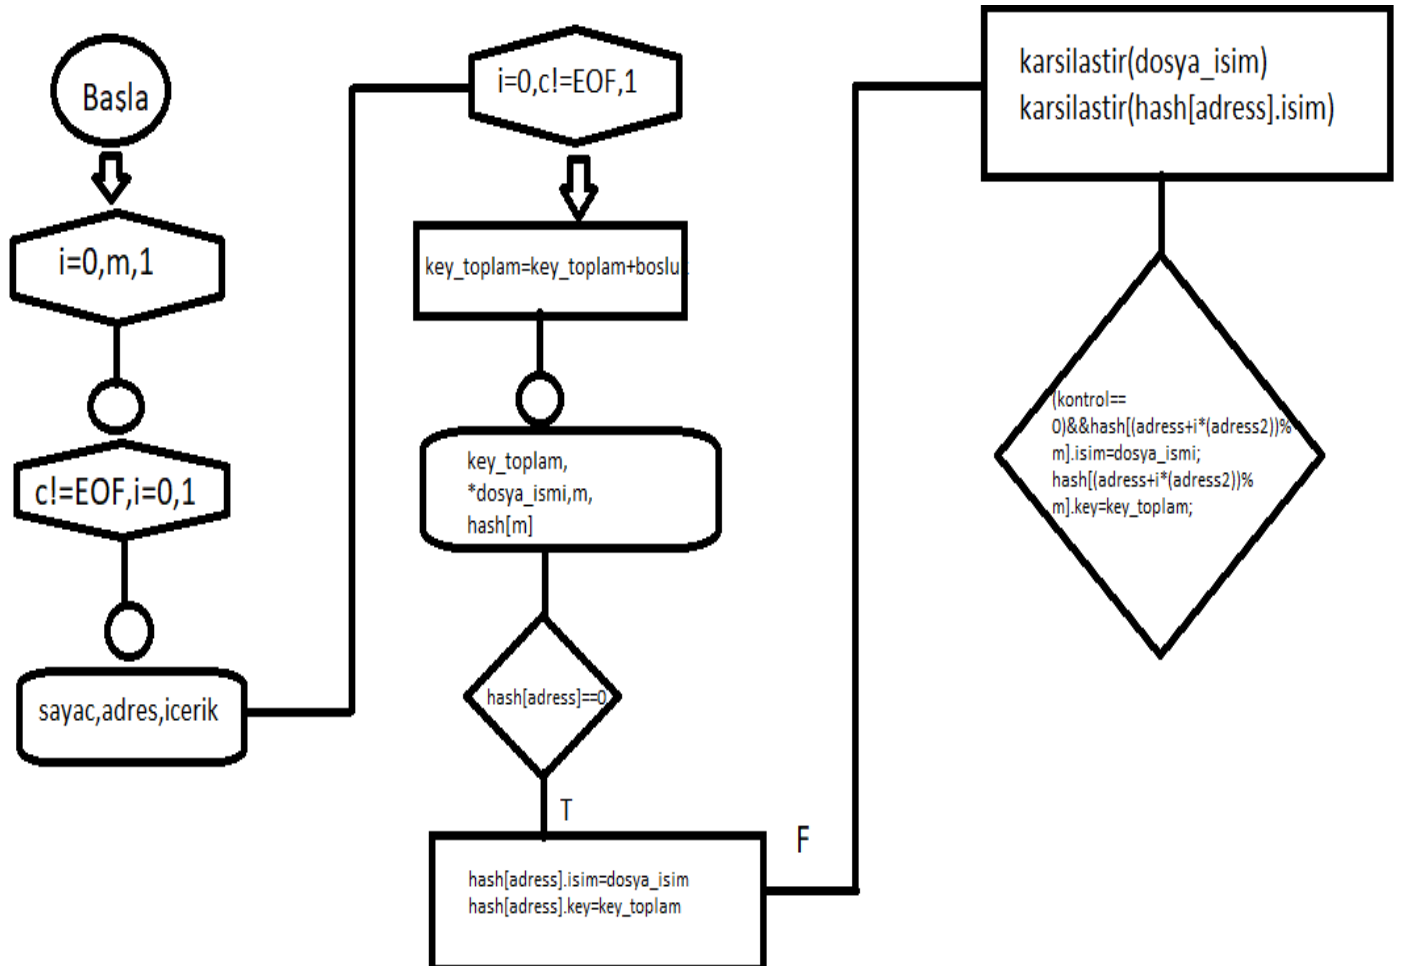 Başla
i=0,m,1
c!=EOF,i=0,1
sayac,adres,icerik
i=0,c!=EOF,1
key_toplam=key_toplam+bosluk
key_toplam,
*dosya_ismi,m,
hash[m]
hash[adress]==0
T
hash[adress].isim=dosya_isim
hash[adress].key=key_toplam
F
karsilastir(dosya_isim)
karsilastir(hash[adress].isim)
(kontrol==
0)&&hash[(adress+i*(adress2))%
m].isim=dosya_ismi;
hash[(adress+i*(adress2))%
m].key=key_toplam;